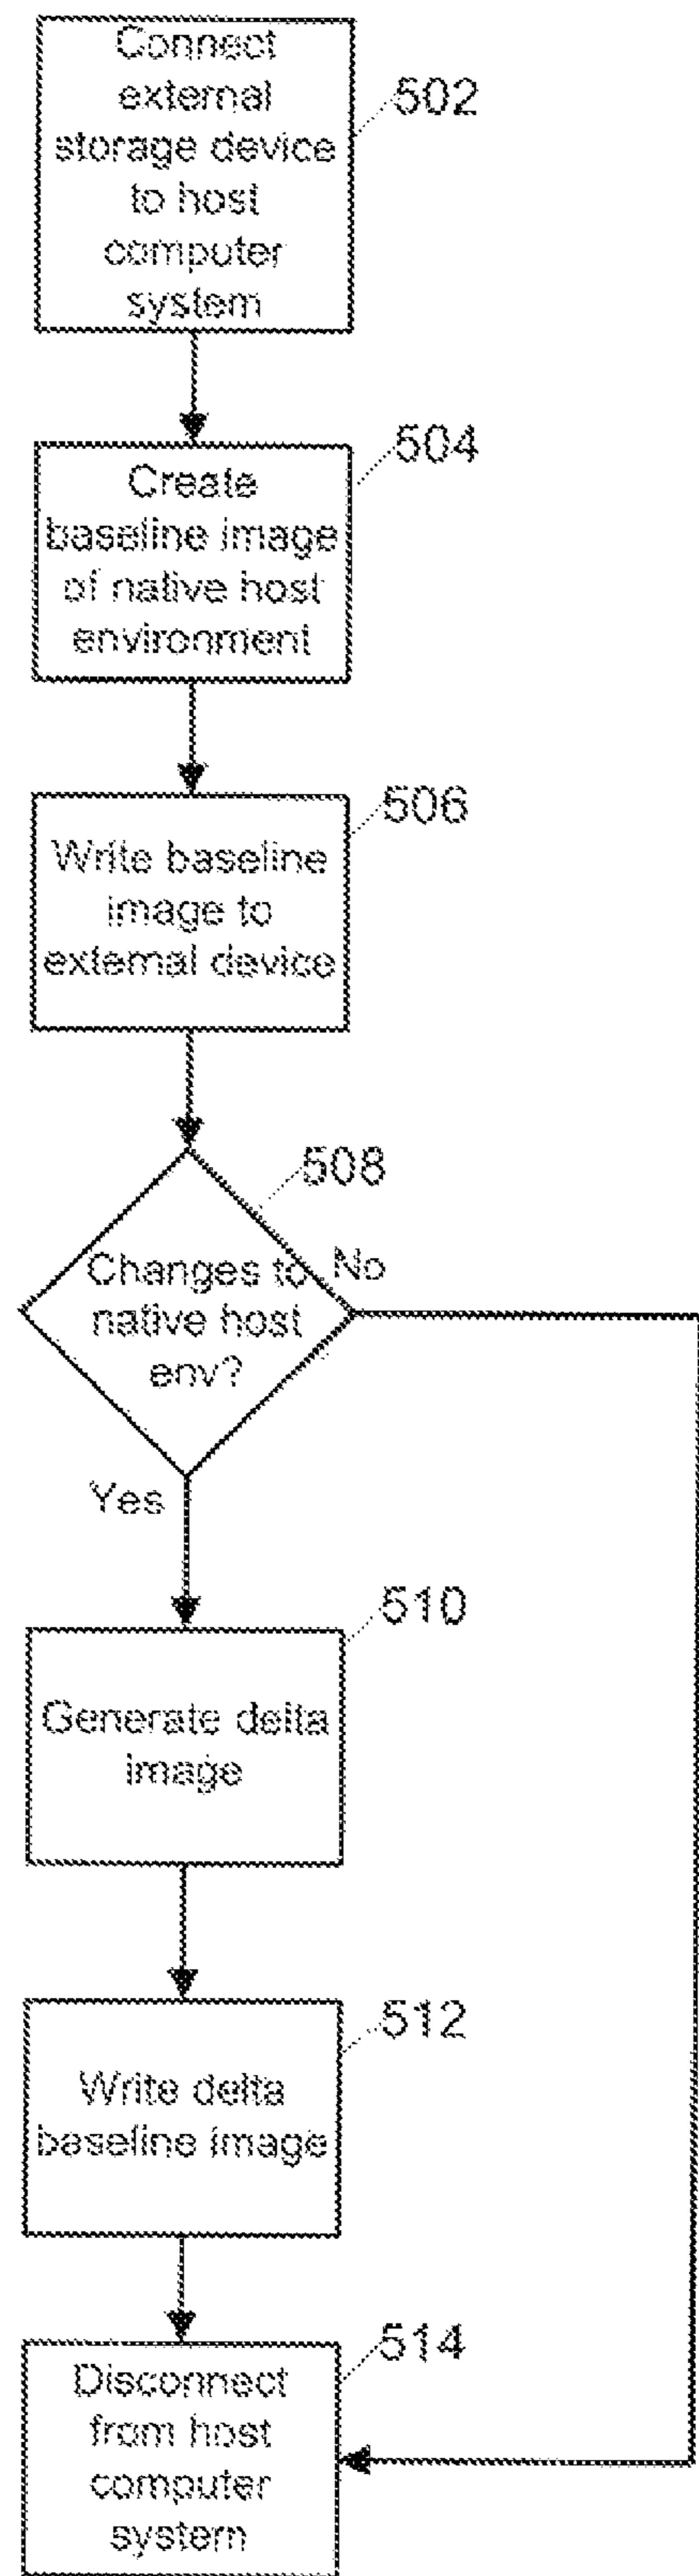 Connect
external
storage device
to host
computer
system
502
Create
baseline image
of native host
environment
504
Write baseline
image to
external device
506
Changes to
native host
env?
508
No
Yes
Generate delta
image
510
Write delta
baseline image
512
Disconnect
from host
computer
system
514